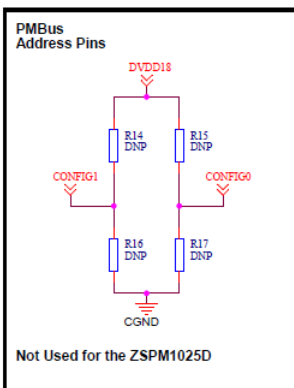 PMBus
Address Pins
DVDD18
R14
DNP
R15
DNP
CONFIG1
CONFIG0
R16
DNP
R17
DNP
CGND
Not Used for the ZSPM1025D